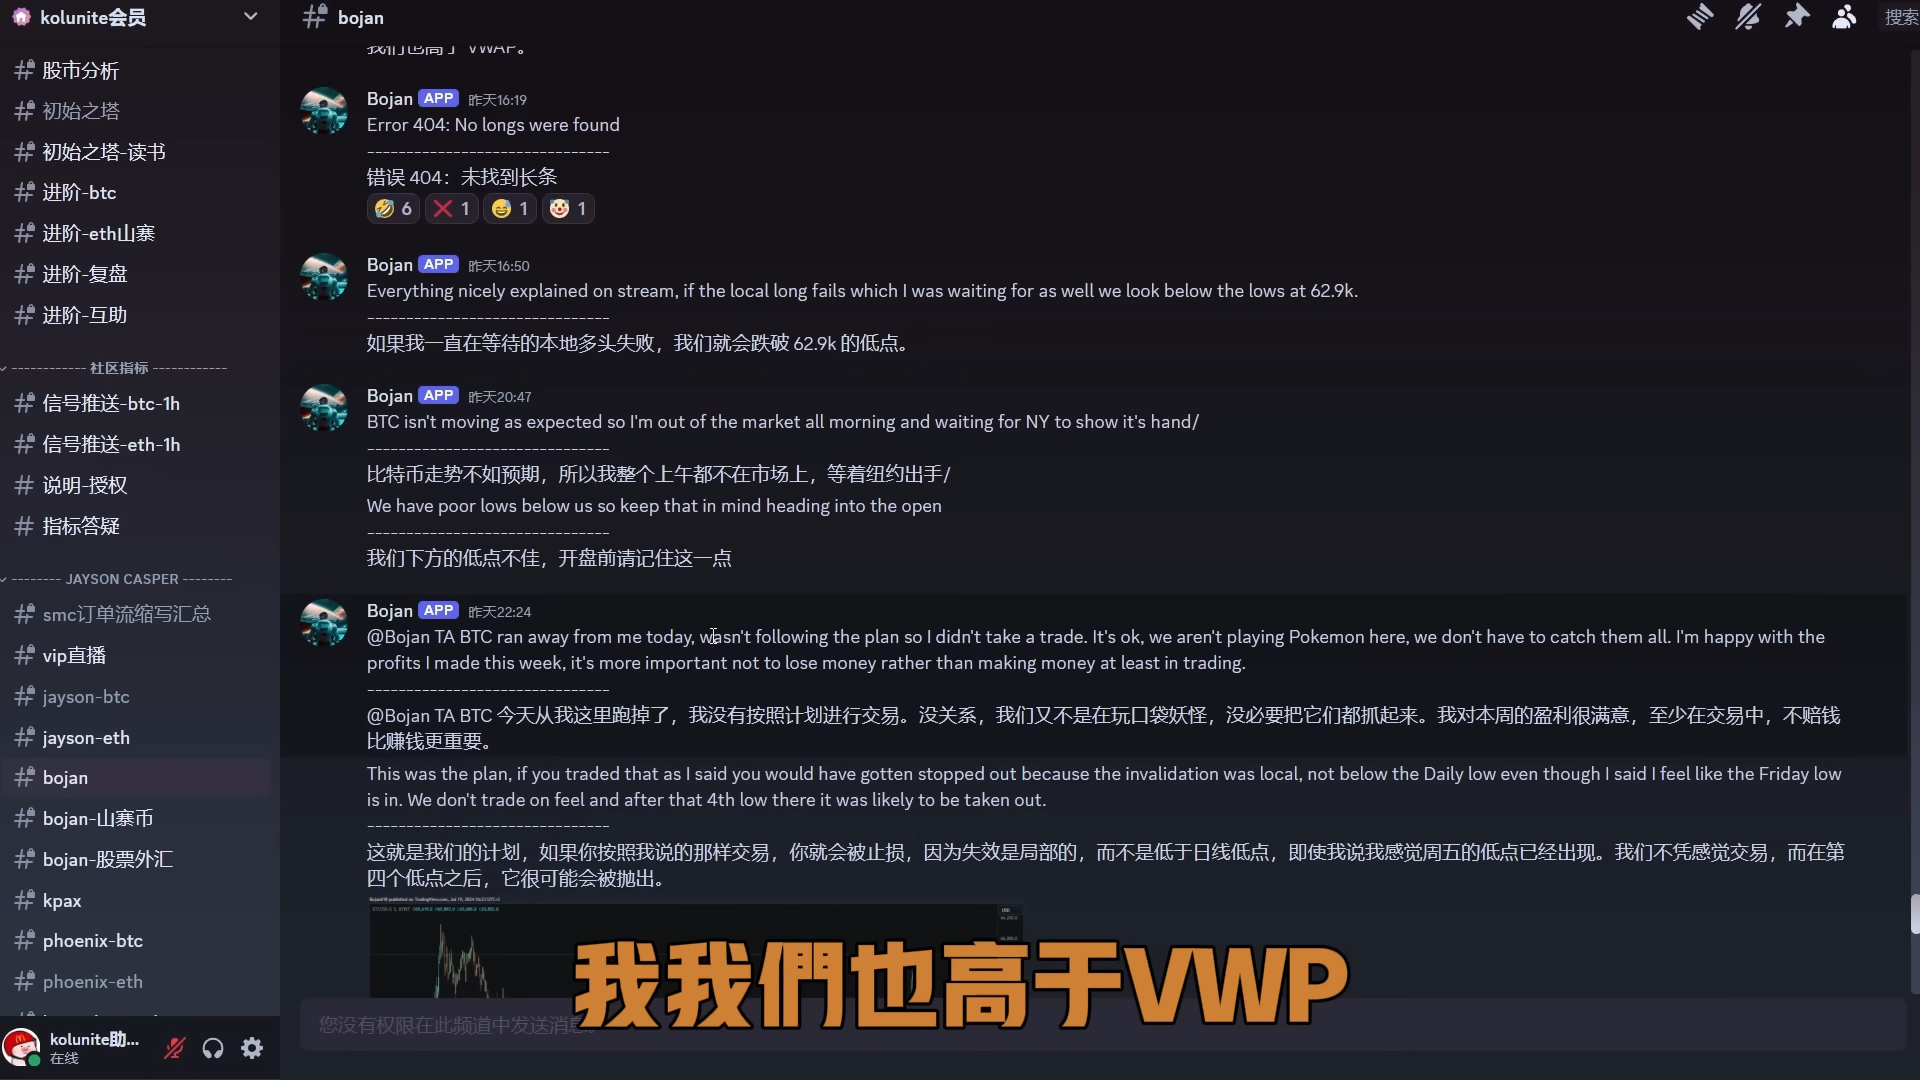 kolunite会员
bojan
搜索
股市分析
初始之塔
初始之塔-读书
进阶-btc
进阶-eth山寨
进阶-复盘
进阶-互助
------------ 社区指标 ------------
信号推送-btc-1h
信号推送-eth-1h
说明-授权
指标答疑
-------- JAYSON CASPER --------
smc订单流缩写汇总
vip直播
jayson-btc
jayson-eth
bojan
bojan-山寨币
bojan-股票外汇
kpax
phoenix-btc
phoenix-eth
kolunite助...
在线
我们也高于 VWAP。
Bojan APP 昨天16:19
Error 404: No longs were found
-------------------------------
错误 404：未找到长条
6 1 1 1
Bojan APP 昨天16:50
Everything nicely explained on stream, if the local long fails which I was waiting for as well we look below the lows at 62.9k.
-------------------------------
如果我一直在等待的本地多头失败，我们就会跌破 62.9k 的低点。
Bojan APP 昨天20:47
BTC isn't moving as expected so I'm out of the market all morning and waiting for NY to show it's hand/
-------------------------------
比特币走势不如预期，所以我整个上午都不在市场上，等着纽约出手/
We have poor lows below us so keep that in mind heading into the open
-------------------------------
我们下方的低点不佳，开盘前请记住这一点
Bojan APP 昨天22:24
@Bojan TA BTC ran away from me today, wasn't following the plan so I didn't take a trade. It's ok, we aren't playing Pokemon here, we don't have to catch them all. I'm happy with the
profits I made this week, it's more important not to lose money rather than making money at least in trading.
-------------------------------
@Bojan TA BTC 今天从我这里跑掉了，我没有按照计划进行交易。没关系，我们又不是在玩口袋妖怪，没必要把它们都抓起来。我对本周的盈利很满意，至少在交易中，不赔钱
比赚钱更重要。
This was the plan, if you traded that as I said you would have gotten stopped out because the invalidation was local, not below the Daily low even though I said I feel like the Friday low
is in. We don't trade on feel and after that 4th low there it was likely to be taken out.
-------------------------------
这就是我们的计划，如果你按照我说的那样交易，你就会被止损，因为失效是局部的，而不是低于日线低点，即使我说我感觉周五的低点已经出现。我们不凭感觉交易，而在第
四个低点之后，它很可能会被抛出。
我我們也高于VWP
您没有权限在此频道中发送消息。